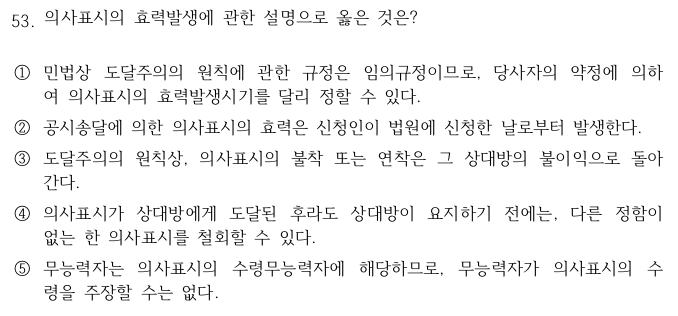 53. 의사표시의 효력발생에 관한 설명으로 옳은 것은?
① 민법상 도달주의의 원칙에 관한 규정은 임의규정이므로, 당사자의 약정에 의하
여 의사표시의 효력발생시기를 달리 정할 수 있다.
② 공시송달에 의한 의사표시의 효력은 신청인이 법원에 신청한 날로부터 발생한다.
③ 도달주의의 원칙상, 의사표시의 불착 또는 연착은 그 상대방의 불이익으로 돌아
간다.
④ 의사표시가 상대방에게 도달된 후라도 상대방이 요지하기 전에는, 다른 정함이
없는 한 의사표시를 철회할 수 있다.
⑤ 무능력자는 의사표시의 수령무능력자에 해당하므로, 무능력자가 의사표시의 수
령을 주장할 수는 없다.